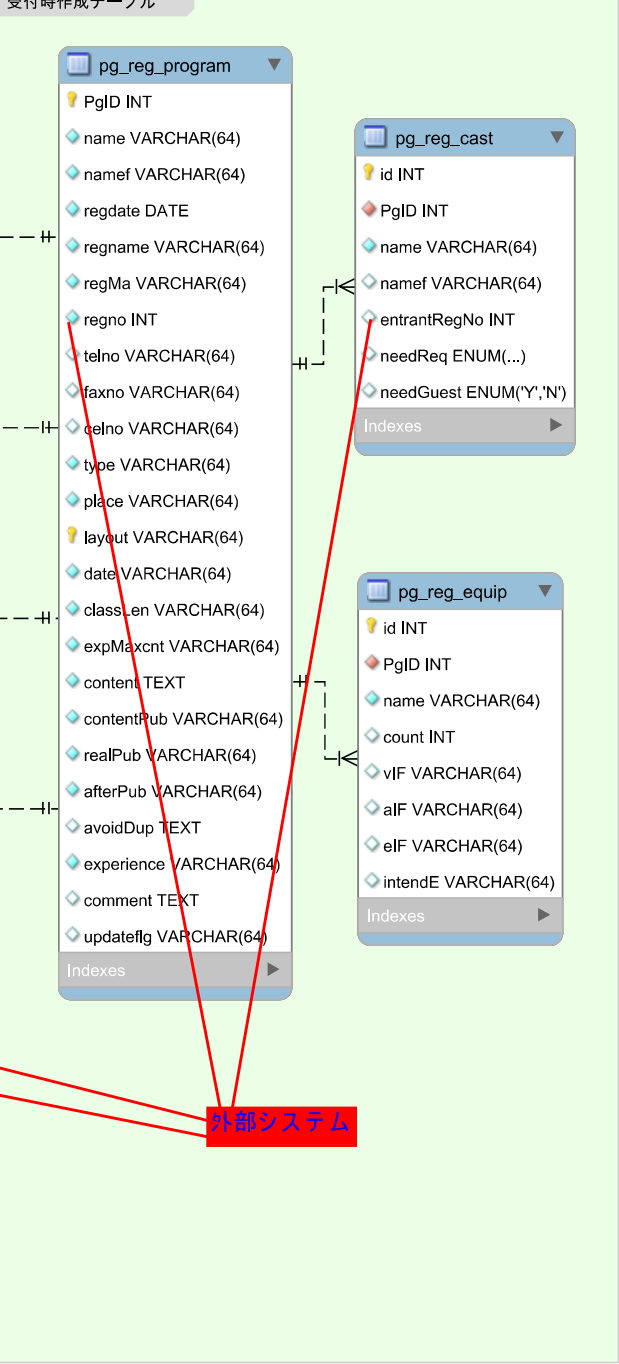 受付時作成テーブル
pg_reg_program
PgID INT
name VARCHAR(64)
namef VARCHAR(64)
regdate DATE
regname VARCHAR(64)
regMa VARCHAR(64)
regno INT
telno VARCHAR(64)
faxno VARCHAR(64)
celno VARCHAR(64)
type VARCHAR(64)
place VARCHAR(64)
layout VARCHAR(64)
date VARCHAR(64)
classLen VARCHAR(64)
expMaxcnt VARCHAR(64)
content TEXT
contentPub VARCHAR(64)
realPub VARCHAR(64)
afterPub VARCHAR(64)
avoidDup TEXT
experience VARCHAR(64)
comment TEXT
updateflg VARCHAR(64)
Indexes
pg_reg_cast
id INT
PgID INT
name VARCHAR(64)
namef VARCHAR(64)
entrantRegNo INT
needReq ENUM(...)
needGuest ENUM('Y','N')
Indexes
pg_reg_equip
id INT
PgID INT
name VARCHAR(64)
count INT
vIF VARCHAR(64)
aIF VARCHAR(64)
eIF VARCHAR(64)
intendE VARCHAR(64)
Indexes
外部システム